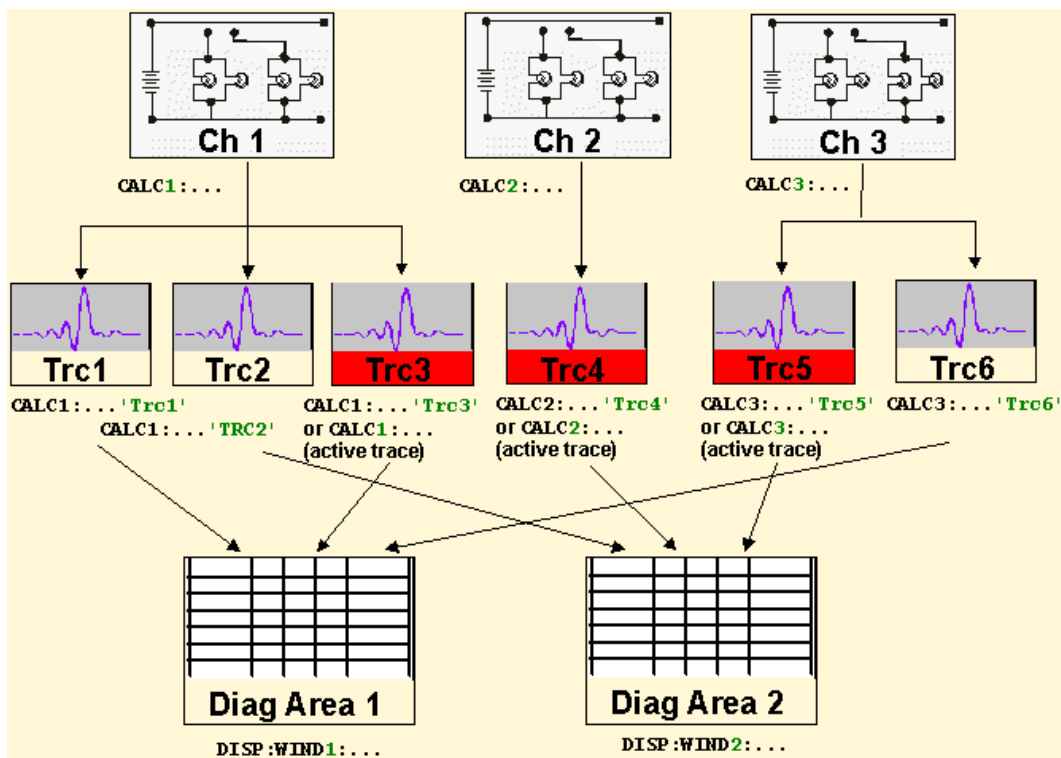 Ch 1
Ch 2
Ch 3
CALC1:...
CALC2:...
CALC3:...
Trc1
Trc2
Trc3
Trc4
Trc5
Trc6
CALC1:...'Trc1'
CALC1:...'TRC2'
CALC1:...'Trc3'
or CALC1:...
(active trace)
CALC2:...'Trc4'
or CALC2:...
(active trace)
CALC3:...'Trc5'
or CALC3:...
(active trace)
CALC3:...'Trc6'
Diag Area 1
Diag Area 2
DISP:WIND1:...
DISP:WIND2:...